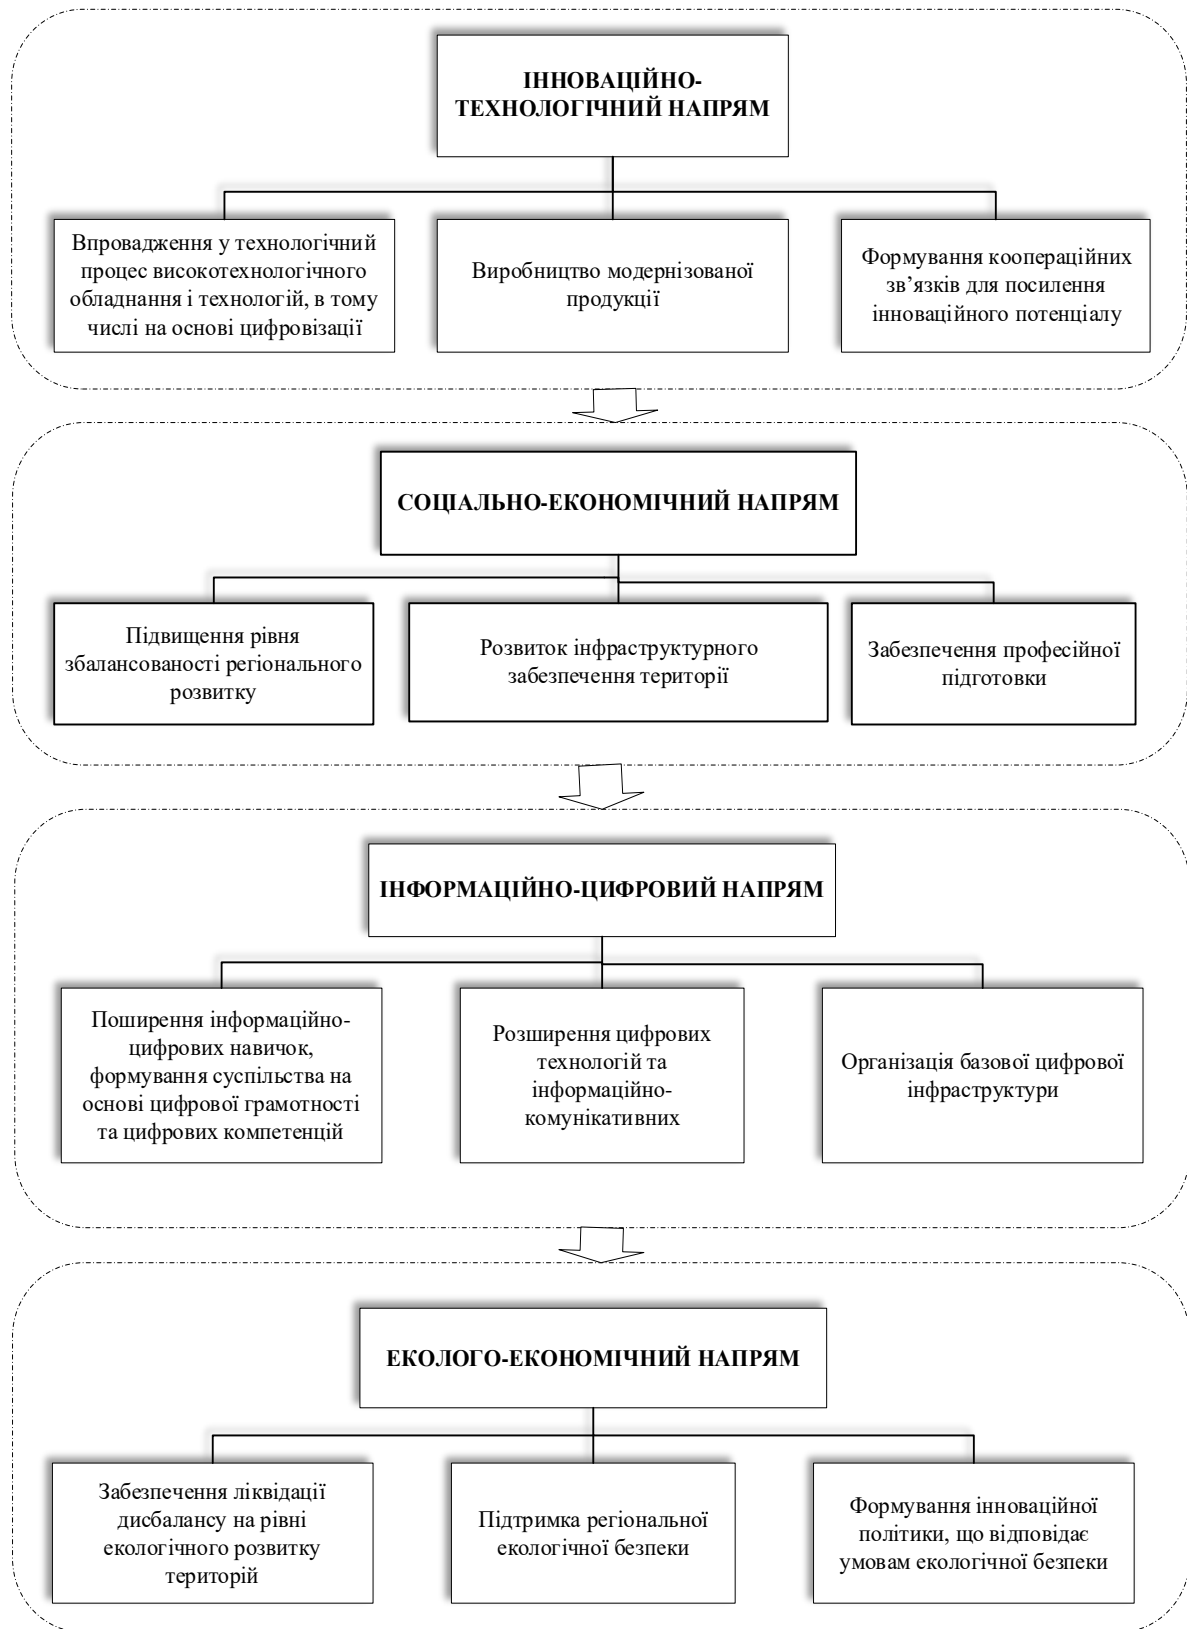 ІННОВАЦІЙНО-
ТЕХНОЛОГІЧНИЙ НАПРЯМ
Впровадження у технологічний
процес високотехнологічного
обладнання і технологій, в тому
числі на основі цифровізації
Виробництво модернізованої
продукції
Формування коопераційних
зв’язків для посилення
інноваційного потенціалу
СОЦІАЛЬНО-ЕКОНОМІЧНИЙ НАПРЯМ
Підвищення рівня
збалансованості регіонального
розвитку
Розвиток інфраструктурного
забезпечення території
Забезпечення професійної
підготовки
ІНФОРМАЦІЙНО-ЦИФРОВИЙ НАПРЯМ
Поширення інформаційно-
цифрових навичок,
формування суспільства на
основі цифрової грамотності
та цифрових компетенцій
Розширення цифрових
технологій та
інформаційно-
комунікативних
Організація базової цифрової
інфраструктури
ЕКОЛОГО-ЕКОНОМІЧНИЙ НАПРЯМ
Забезпечення ліквідації
дисбалансу на рівні
екологічного розвитку
територій
Підтримка регіональної
екологічної безпеки
Формування інноваційної
політики, що відповідає
умовам екологічної безпеки